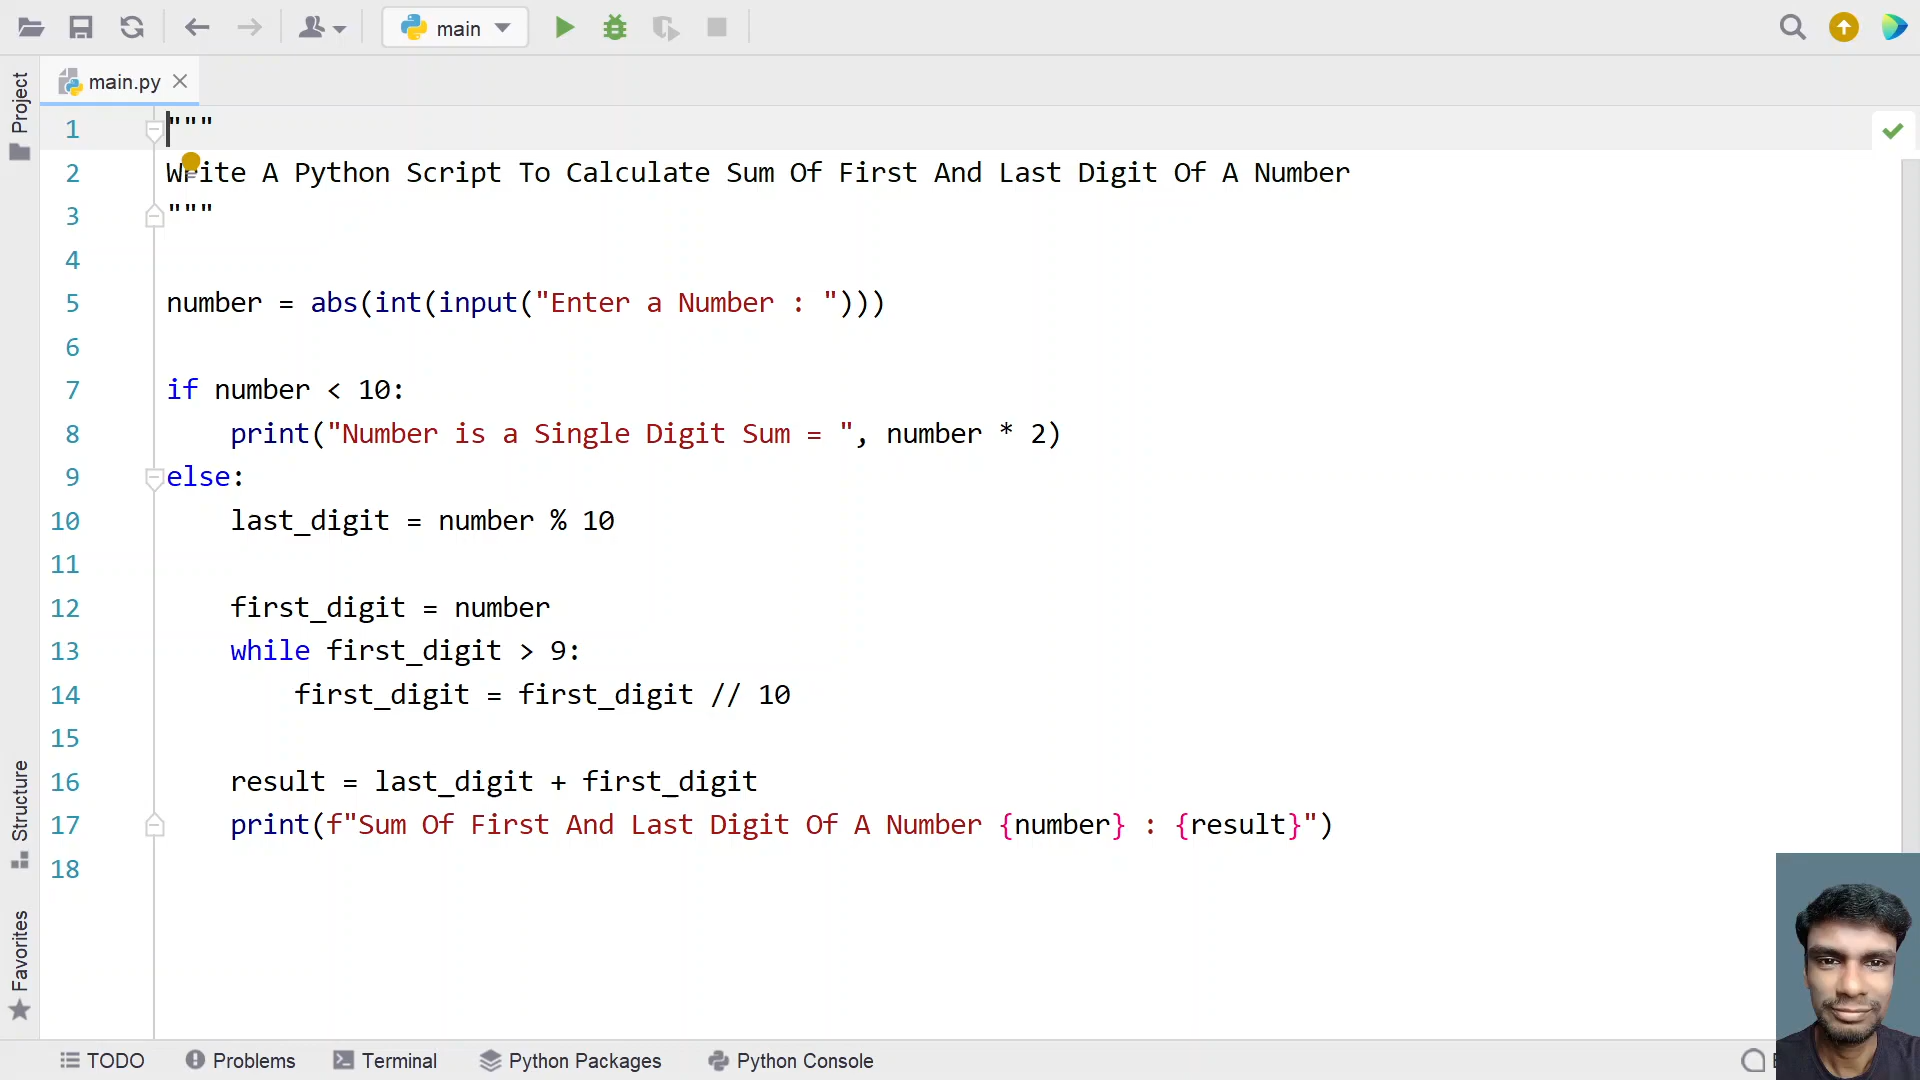 main
Project
main.py
1 """
2 Write A Python Script To Calculate Sum Of First And Last Digit Of A Number
3 """
4
5 number = abs(int(input("Enter a Number : ")))
6
7 if number < 10:
8     print("Number is a Single Digit Sum = ", number * 2)
9 else:
10     last_digit = number % 10
11
12     first_digit = number
13     while first_digit > 9:
14         first_digit = first_digit // 10
15
16     result = last_digit + first_digit
17     print(f"Sum Of First And Last Digit Of A Number {number} : {result}")
18
Structure
Favorites
TODO Problems Terminal Python Packages Python Console